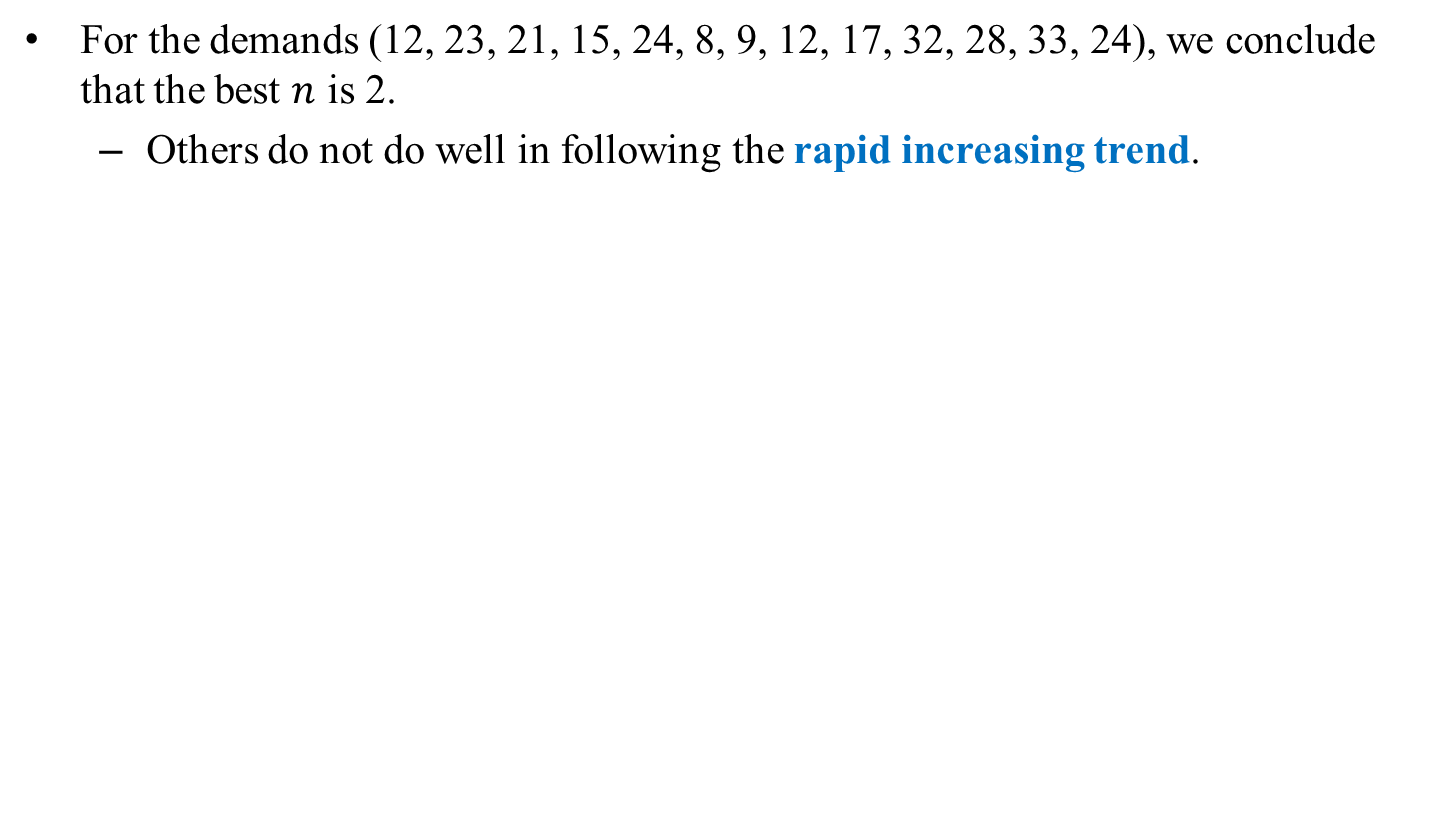 • For the demands (12, 23, 21, 15, 24, 8, 9, 12, 17, 32, 28, 33, 24), we conclude
that the best n is 2.
– Others do not do well in following the rapid increasing trend.